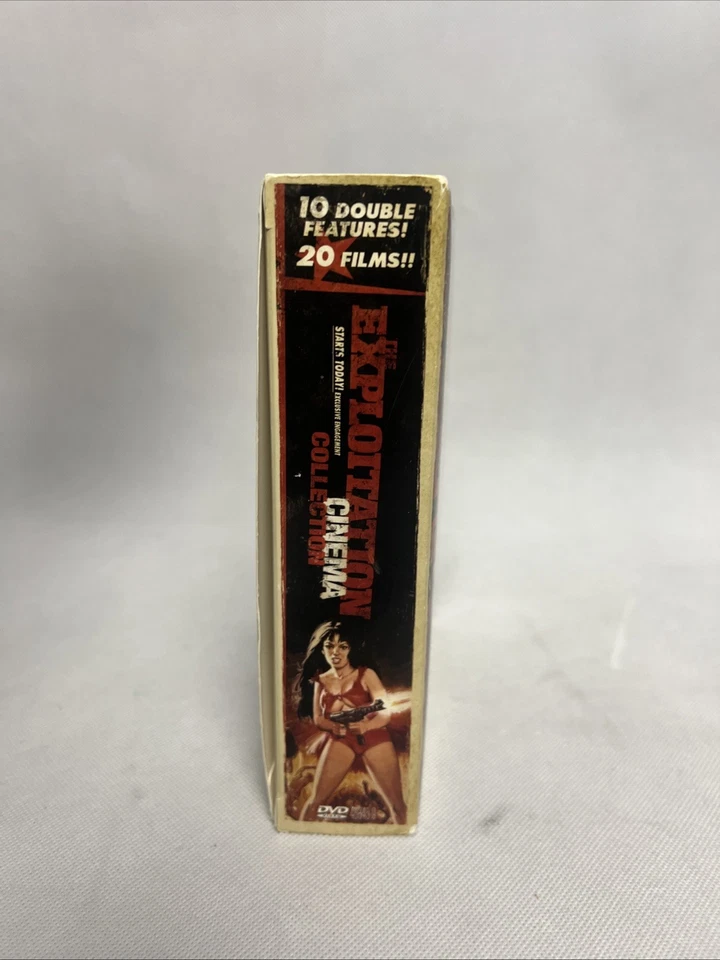 10 DOUBLE
FEATURES!
20 FILMS!!
THE
EXPLOITATION
STARTS TODAY! EXCLUSIVE ENGAGEMENT
CINEMA
COLLECTION
DVD